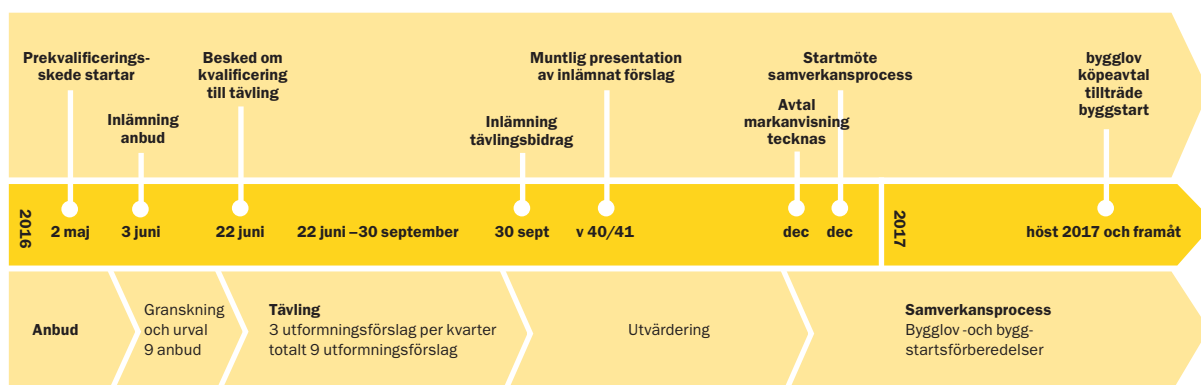 Prekvalificerings-
skede startar
Inlämning
anbud
Besked om
kvalificering
till tävling
Inlämning
tävlingsbidrag
Muntlig presentation
av inlämnat förslag
Avtal
markanvisning
tecknas
Startmöte
samverkansprocess
bygglov
köpeavtal
tillträde
byggstart
2016
2 maj
3 juni
22 juni
22 juni –30 september
30 sept
v 40/41
dec
dec
2017
höst 2017 och framåt
Anbud
Granskning
och urval
9 anbud
Tävling
3 utformningsförslag per kvarter
totalt 9 utformningsförslag
Utvärdering
Samverkansprocess
Bygglov -och bygg-
startsförberedelser